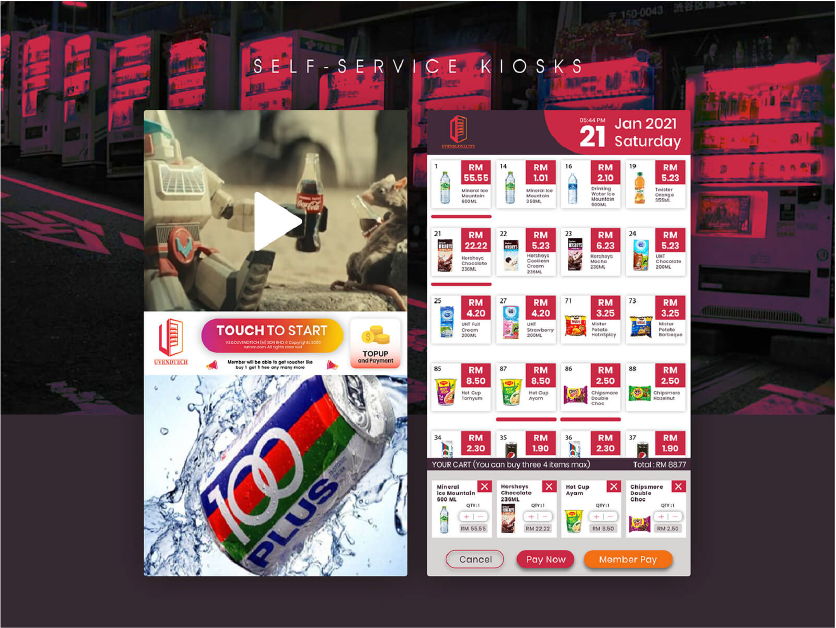 〒150-0043
SELF-SERVICE KIOSKS
Coca-Cola
TOUCH TO START
TOPUP
and Payment
Member will be able to get voucher like
buy 1 get 1 free any many more
100
PLUS
05:44 PM
21
Jan 2021
Saturday
1
RM
55.55
Mineral Ice
Mountain
600ML
14
RM
1.01
Mineral Ice
Mountain
16
RM
2.10
Drinking
Water Ice
Mountain
600ML
19
RM
5.23
Twister
Orange
21
RM
22.22
Hersheys
Chocolate
236ML
22
RM
5.23
Hersheys
Cookies
Cream
236ML
23
RM
6.23
Hersheys
Mocha
236ML
24
RM
5.23
UHT
Chocolate
200ML
25
RM
4.20
UHT Full
Cream
200ML
27
RM
4.20
UHT
Strawberry
200ML
71
RM
3.25
Mister
Potato
HotnSpicy
73
RM
3.25
Mister
Potato
Barbeque
85
RM
8.50
Hot Cup
Tomyum
87
RM
8.50
Hot Cup
Ayam
86
RM
2.50
Chipsmore
Double
Choc
88
RM
2.50
Chipsmore
Hazelnut
34
RM
2.30
35
RM
1.90
36
RM
2.30
37
RM
1.90
YOUR CART (You can buy three 4 items max)
Total : RM 88.77
Mineral
Ice Mountain
600 ML
QTY :1
+ | −
RM 55.55
Hersheys
Chocolate
236ML
QTY :1
+ | −
RM 22.22
Hot Cup
Ayam
QTY :1
+ | −
RM 8.50
Chipsmore
Double
Choc
QTY :1
+ | −
RM 2.50
Cancel
Pay Now
Member Pay